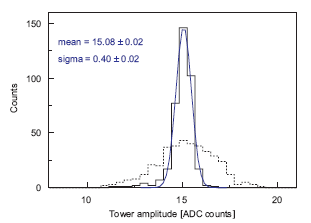 150
mean = 15.08 ± 0.02
sigma = 0.40 ± 0.02
100
Counts
50
0
10 15 20
Tower amplitude [ADC counts]